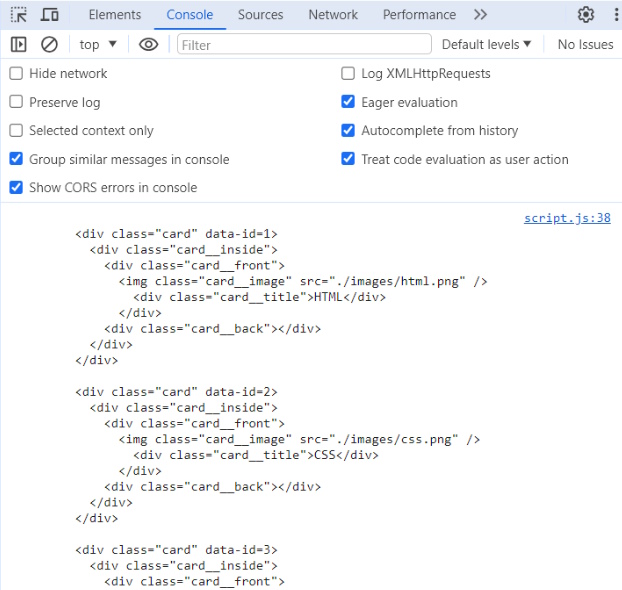 Elements Console Sources Network Performance
top ▼ Filter Default levels ▼ No Issues
Hide network Log XMLHttpRequests
Preserve log Eager evaluation
Selected context only Autocomplete from history
Group similar messages in console Treat code evaluation as user action
Show CORS errors in console
script.js:38
<div class="card" data-id=1>
<div class="card__inside">
<div class="card__front">
<img class="card__image" src="./images/html.png" />
<div class="card__title">HTML</div>
</div>
<div class="card__back"></div>
</div>
</div>
<div class="card" data-id=2>
<div class="card__inside">
<div class="card__front">
<img class="card__image" src="./images/css.png" />
<div class="card__title">CSS</div>
</div>
<div class="card__back"></div>
</div>
</div>
<div class="card" data-id=3>
<div class="card__inside">
<div class="card__front">